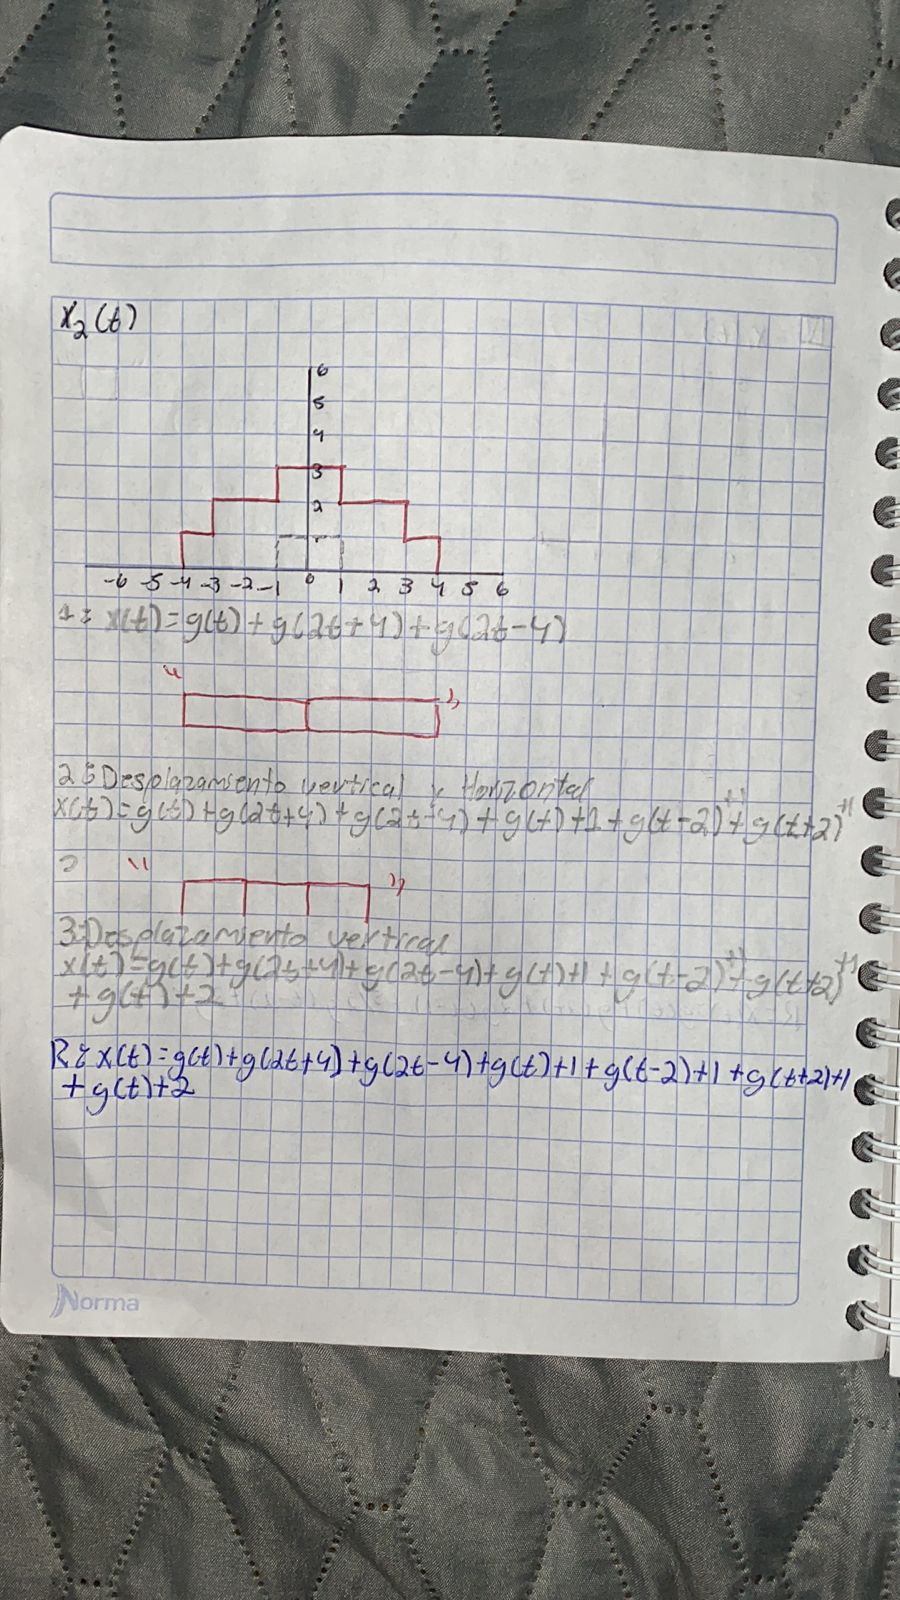 x₂(t)
6
5
4
3
2
-6 -5 -4 -3 -2 -1 0 1 2 3 4 5 6
1: x(t)=g(t)+g(2t+4)+g(2t-4)
2: Desplazamiento vertical y Horizontal
x(t)=g(t)+g(2t+4)+g(2t-4)+g(t)+1+g(t-2)+1+g(t+2)+1
3: Desplazamiento vertical
x(t)=g(t)+g(2t+4)+g(2t-4)+g(t)+1+g(t-2)+1+g(t+2)+1
+g(t)+2
R: x(t)=g(t)+g(2t+4)+g(2t-4)+g(t)+1+g(t-2)+1+g(t+2)+1
+g(t)+2
Norma